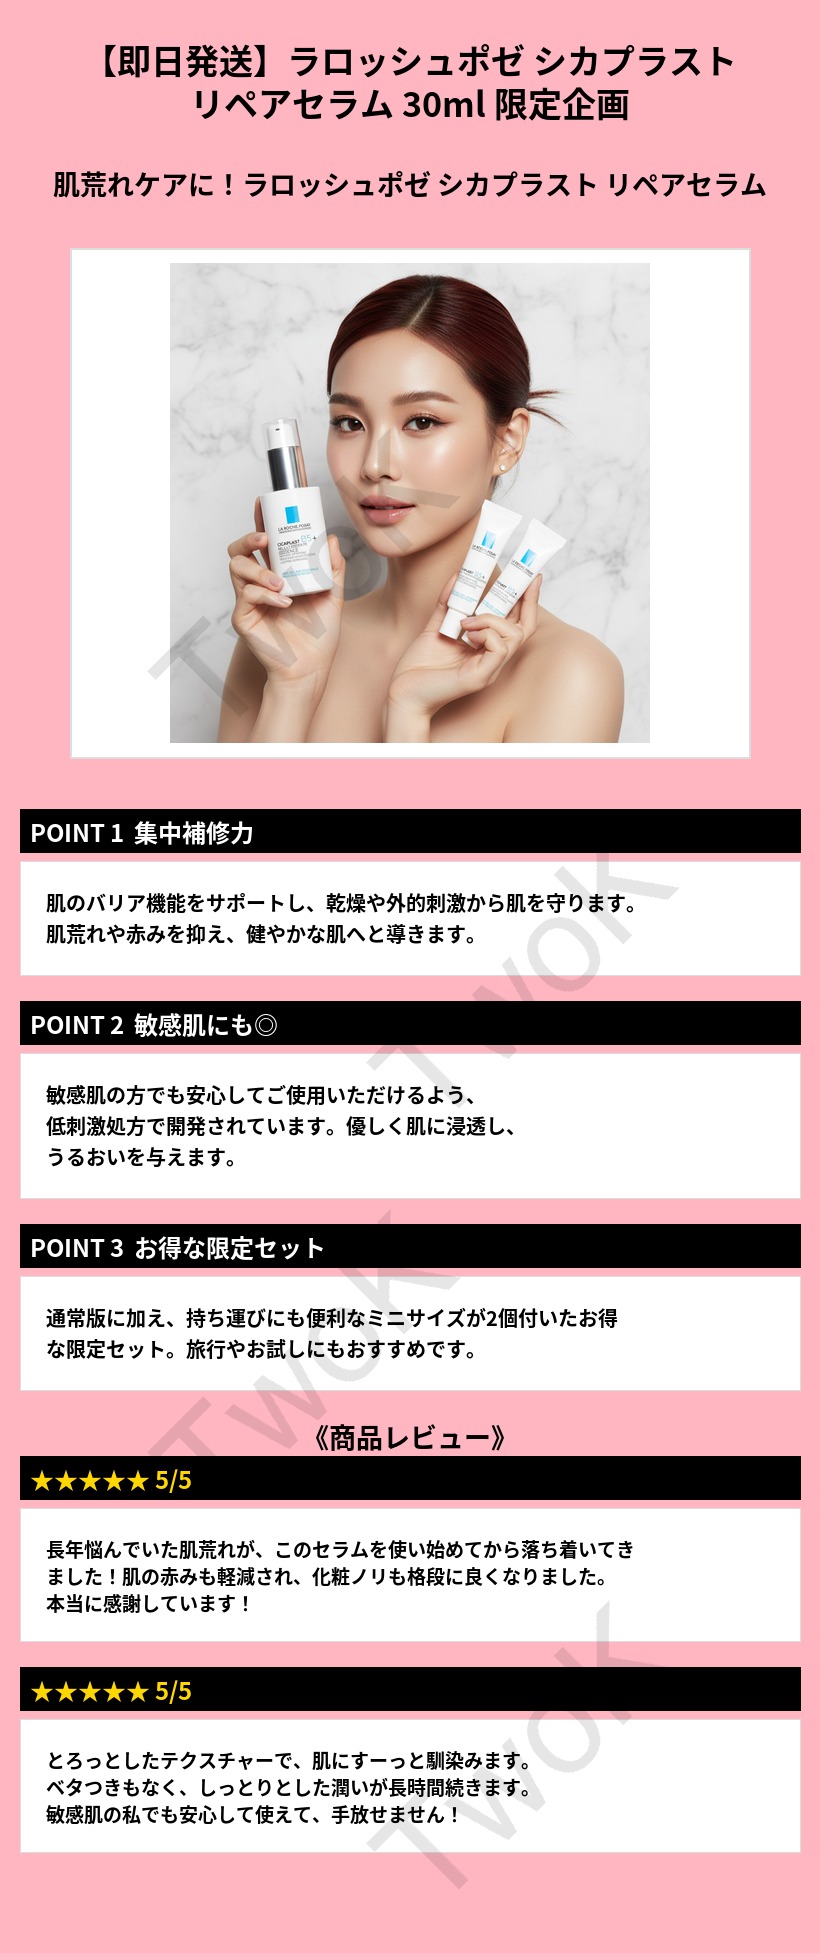 【即日発送】ラロッシュポゼ シカプラスト
リペアセラム 30ml 限定企画
肌荒れケアに！ラロッシュポゼ シカプラスト リペアセラム
LA ROCHE-POSAY
CICAPLAST B5+
TwoK
POINT 1 集中補修力
肌のバリア機能をサポートし、乾燥や外的刺激から肌を守ります。
肌荒れや赤みを抑え、健やかな肌へと導きます。
TwoK
POINT 2 敏感肌にも◎
敏感肌の方でも安心してご使用いただけるよう、
低刺激処方で開発されています。優しく肌に浸透し、
うるおいを与えます。
POINT 3 お得な限定セット
通常版に加え、持ち運びにも便利なミニサイズが2個付いたお得
な限定セット。旅行やお試しにもおすすめです。
TwoK
《商品レビュー》
★★★★★ 5/5
長年悩んでいた肌荒れが、このセラムを使い始めてから落ち着いてき
ました！肌の赤みも軽減され、化粧ノリも格段に良くなりました。
本当に感謝しています！
★★★★★ 5/5
とろっとしたテクスチャーで、肌にすーっと馴染みます。
ベタつきもなく、しっとりとした潤いが長時間続きます。
敏感肌の私でも安心して使えて、手放せません！
TwoK